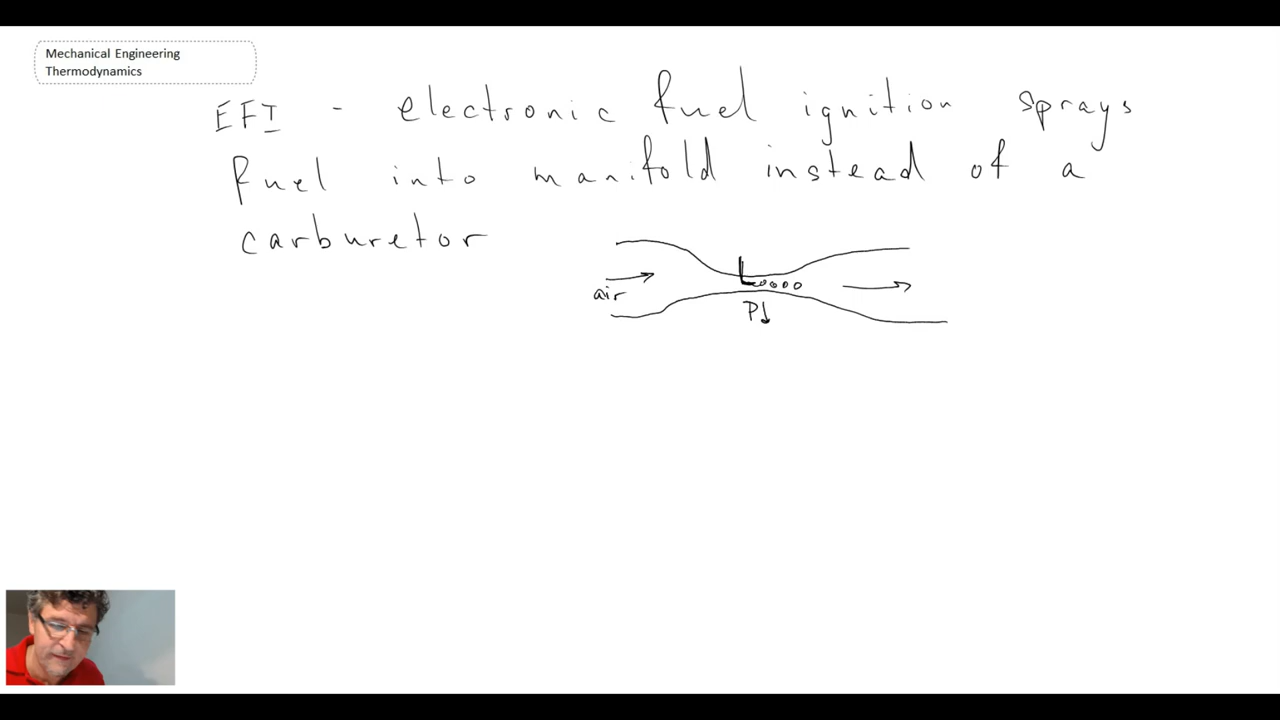 Mechanical Engineering
Thermodynamics
EFI - electronic fuel ignition sprays
fuel into manifold instead of a
carburetor
air
P↓